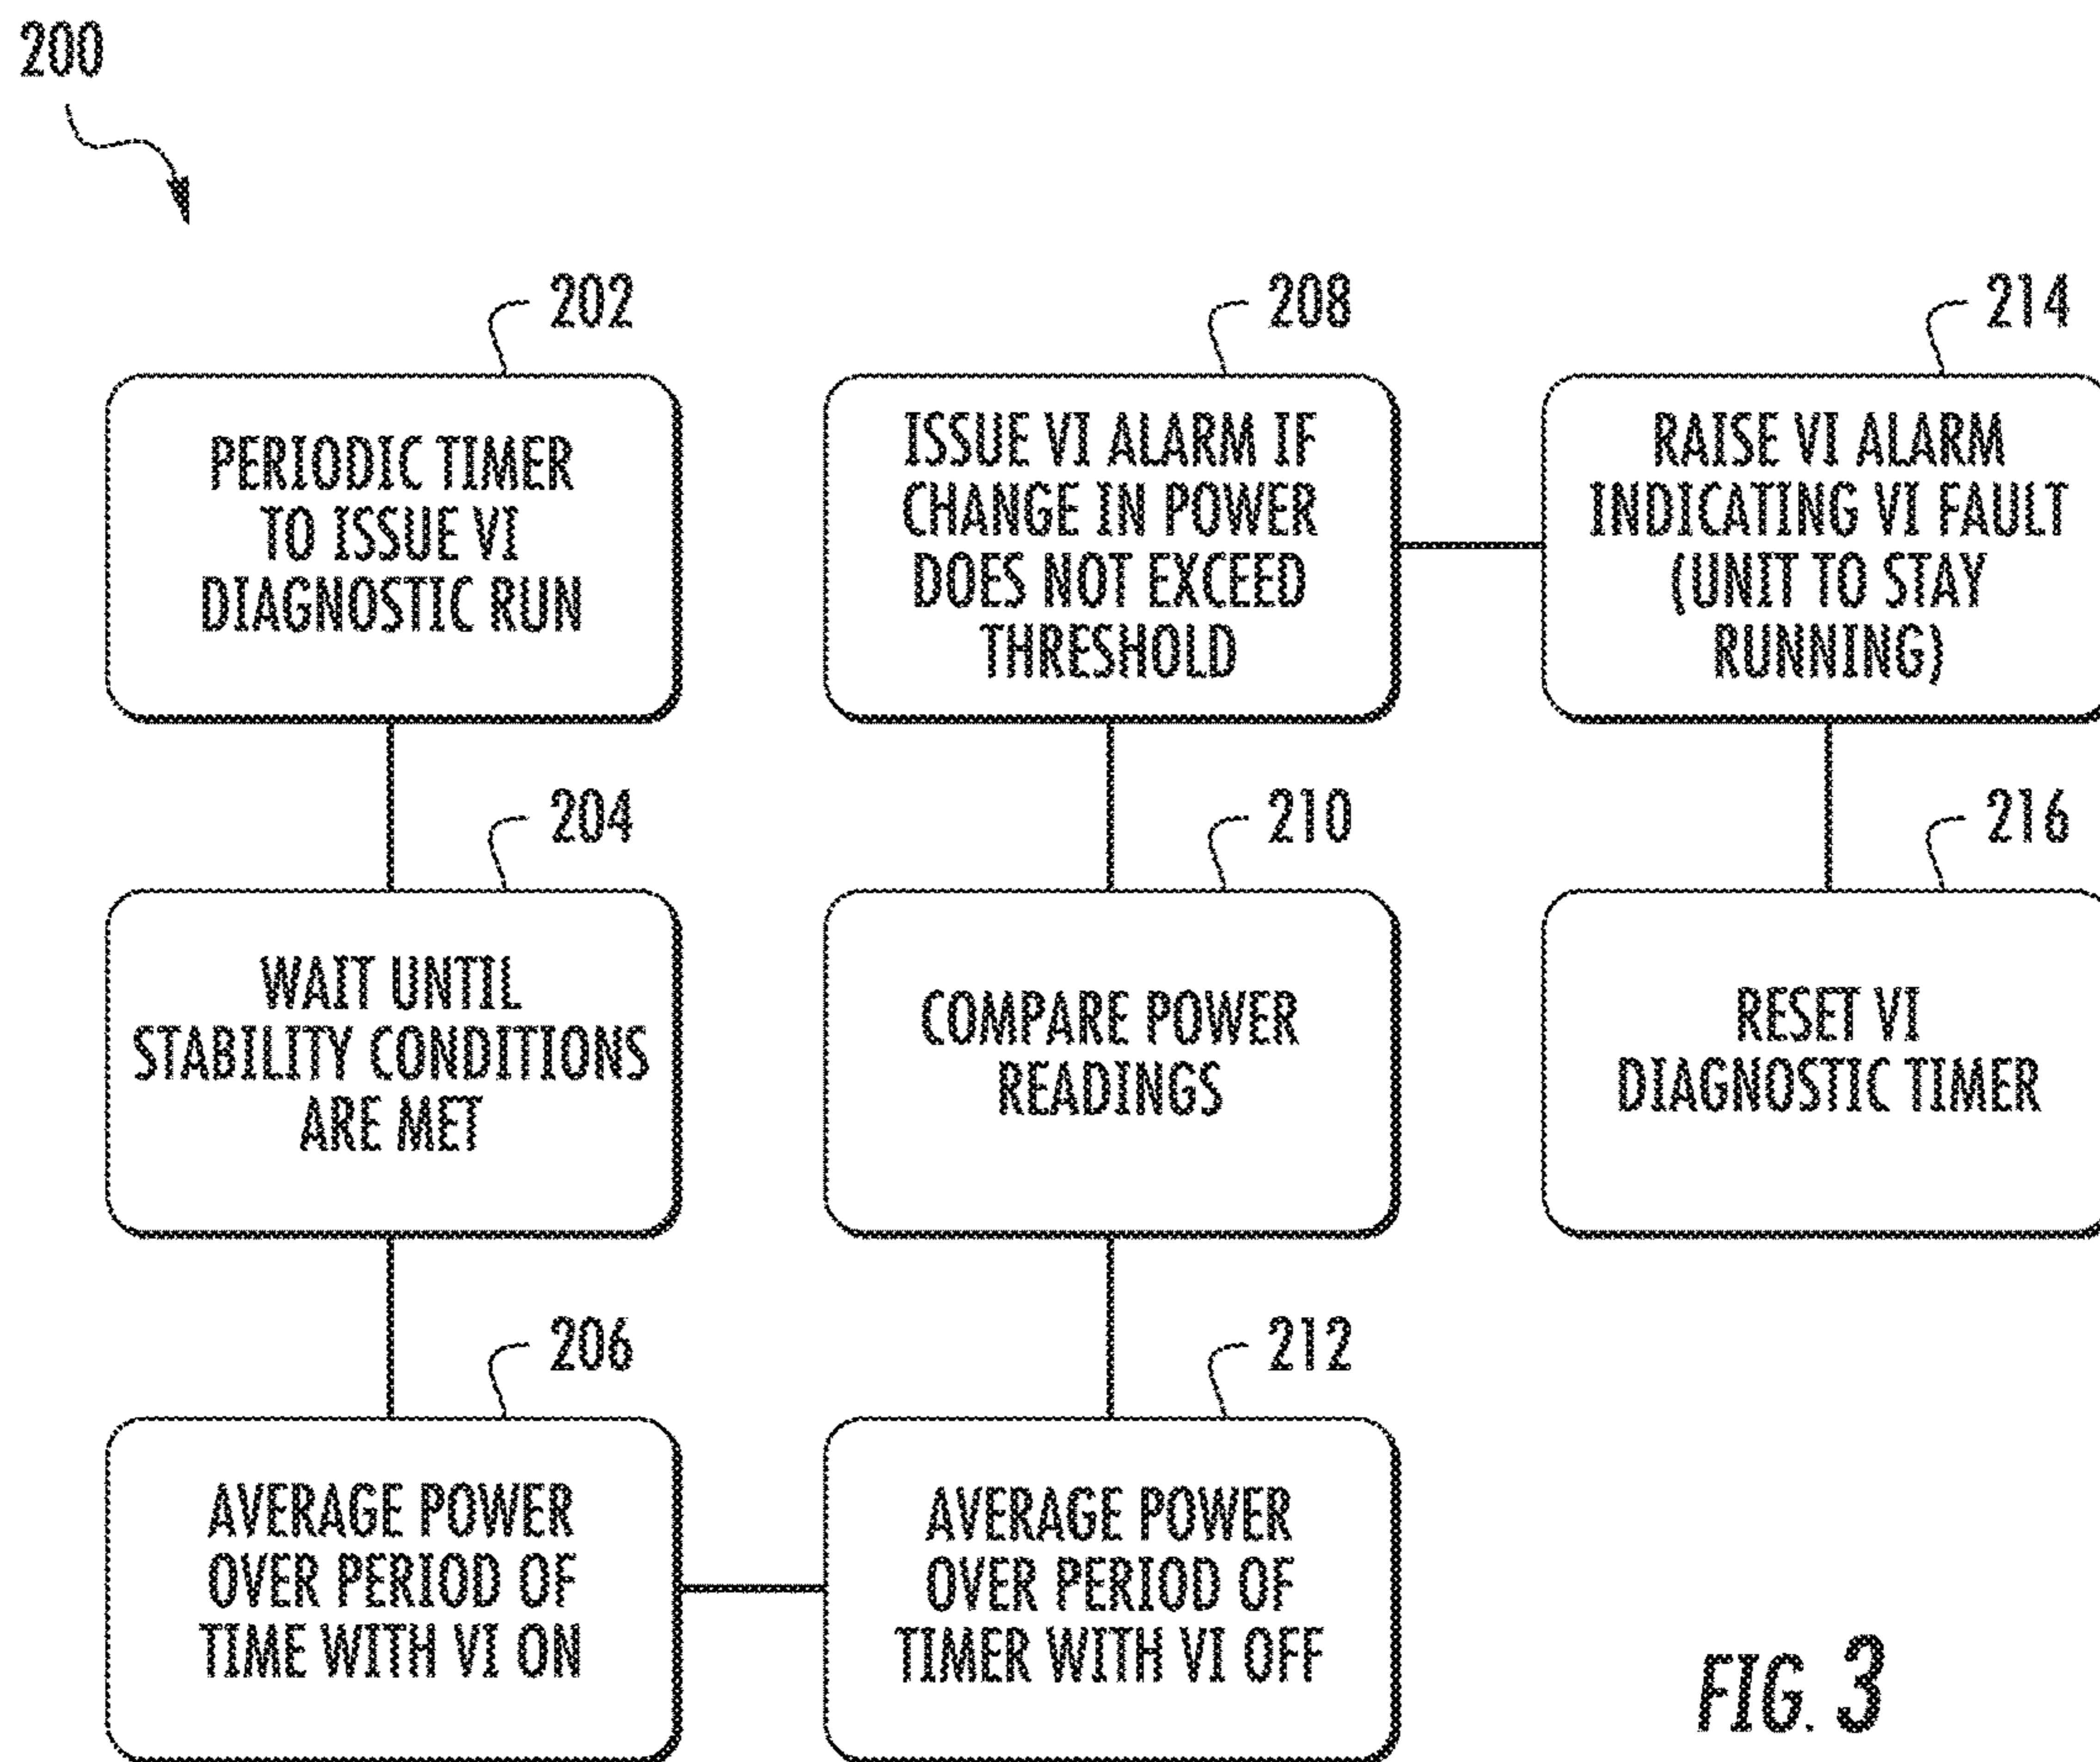 200
202
PERIODIC TIMER
TO ISSUE VI
DIAGNOSTIC RUN
204
WAIT UNTIL
STABILITY CONDITIONS
ARE MET
206
AVERAGE POWER
OVER PERIOD OF
TIME WITH VI ON
208
ISSUE VI ALARM IF
CHANGE IN POWER
DOES NOT EXCEED
THRESHOLD
210
COMPARE POWER
READINGS
212
AVERAGE POWER
OVER PERIOD OF
TIMER WITH VI OFF
214
RAISE VI ALARM
INDICATING VI FAULT
(UNIT TO STAY
RUNNING)
216
RESET VI
DIAGNOSTIC TIMER
FIG. 3